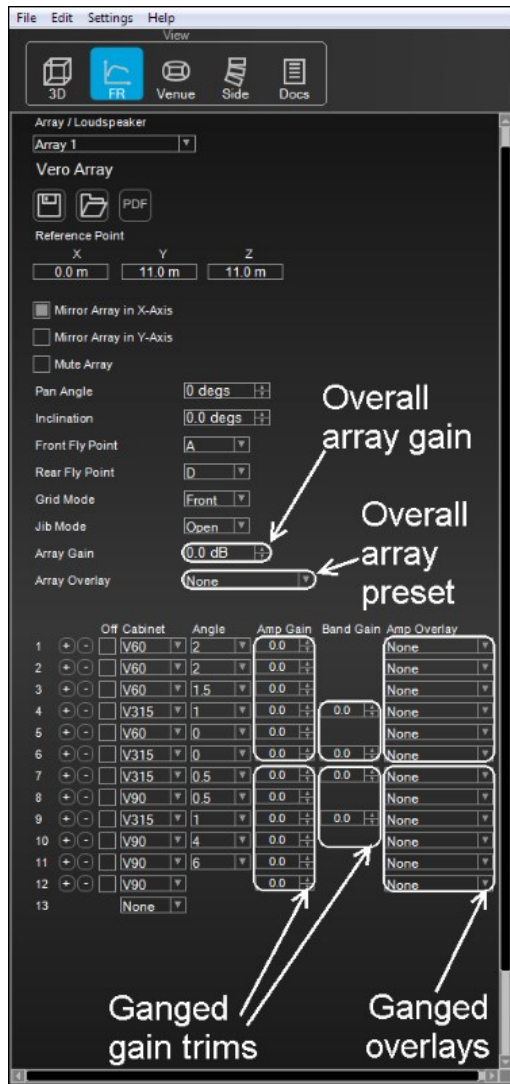 File Edit Settings Help
View
3D FR Venue Side Docs
Array / Loudspeaker
Array 1
Vero Array
PDF
Reference Point
X Y Z
0.0 m 11.0 m 11.0 m
Mirror Array in X-Axis
Mirror Array in Y-Axis
Mute Array
Pan Angle 0 degs
Inclination 0.0 degs
Front Fly Point A
Rear Fly Point D
Grid Mode Front
Jib Mode Open
Array Gain 0.0 dB
Array Overlay None
Overall
array gain
Overall
array
preset
Off Cabinet Angle Amp Gain Band Gain Amp Overlay
1 + - V60 2 0.0 None
2 + - V60 2 0.0 None
3 + - V60 1.5 0.0 None
4 + - V315 1 0.0 0.0 None
5 + - V60 0 0.0 None
6 + - V315 0 0.0 0.0 None
7 + - V315 0.5 0.0 0.0 None
8 + - V90 0.5 0.0 None
9 + - V315 1 0.0 0.0 None
10 + - V90 4 0.0 None
11 + - V90 6 0.0 None
12 + - V90 0.0 None
13 None
Ganged
gain trims
Ganged
overlays